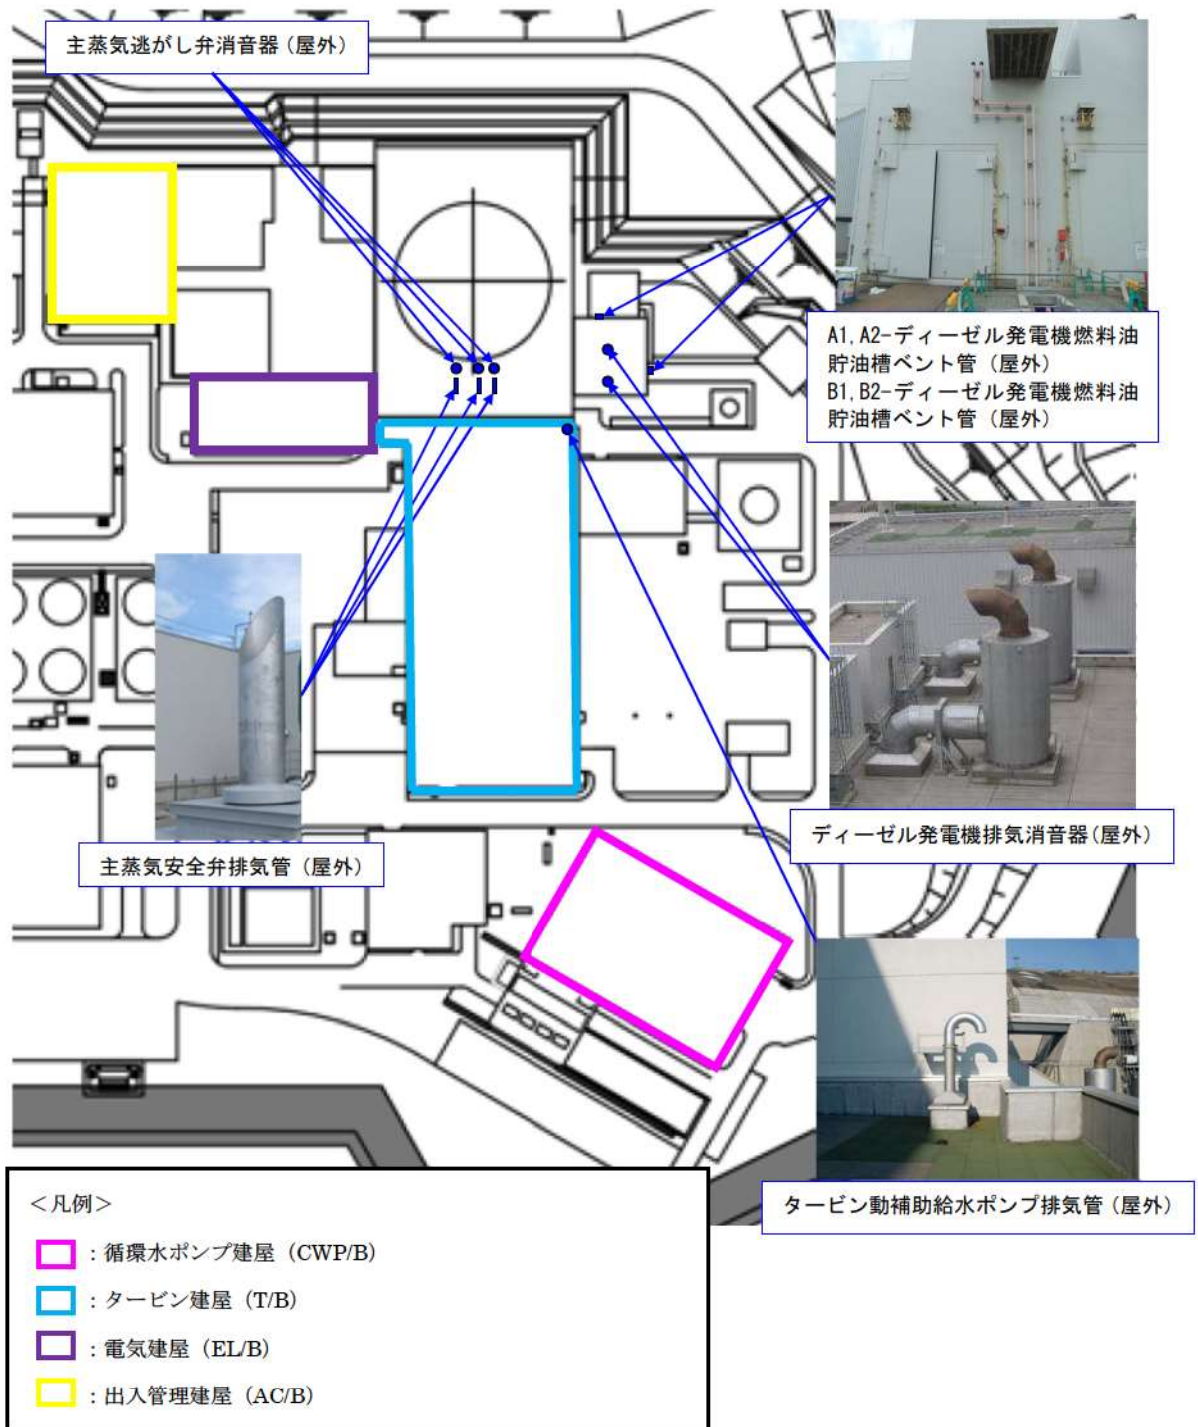 主蒸気逃がし弁消音器（屋外）
A1, A2-ディーゼル発電機燃料油
貯油槽ベント管（屋外）
B1, B2-ディーゼル発電機燃料油
貯油槽ベント管（屋外）
ディーゼル発電機排気消音器（屋外）
主蒸気安全弁排気管（屋外）
タービン動補助給水ポンプ排気管（屋外）
＜凡例＞
：循環水ポンプ建屋（CWP/B）
：タービン建屋（T/B）
：電気建屋（EL/B）
：出入管理建屋（AC/B）